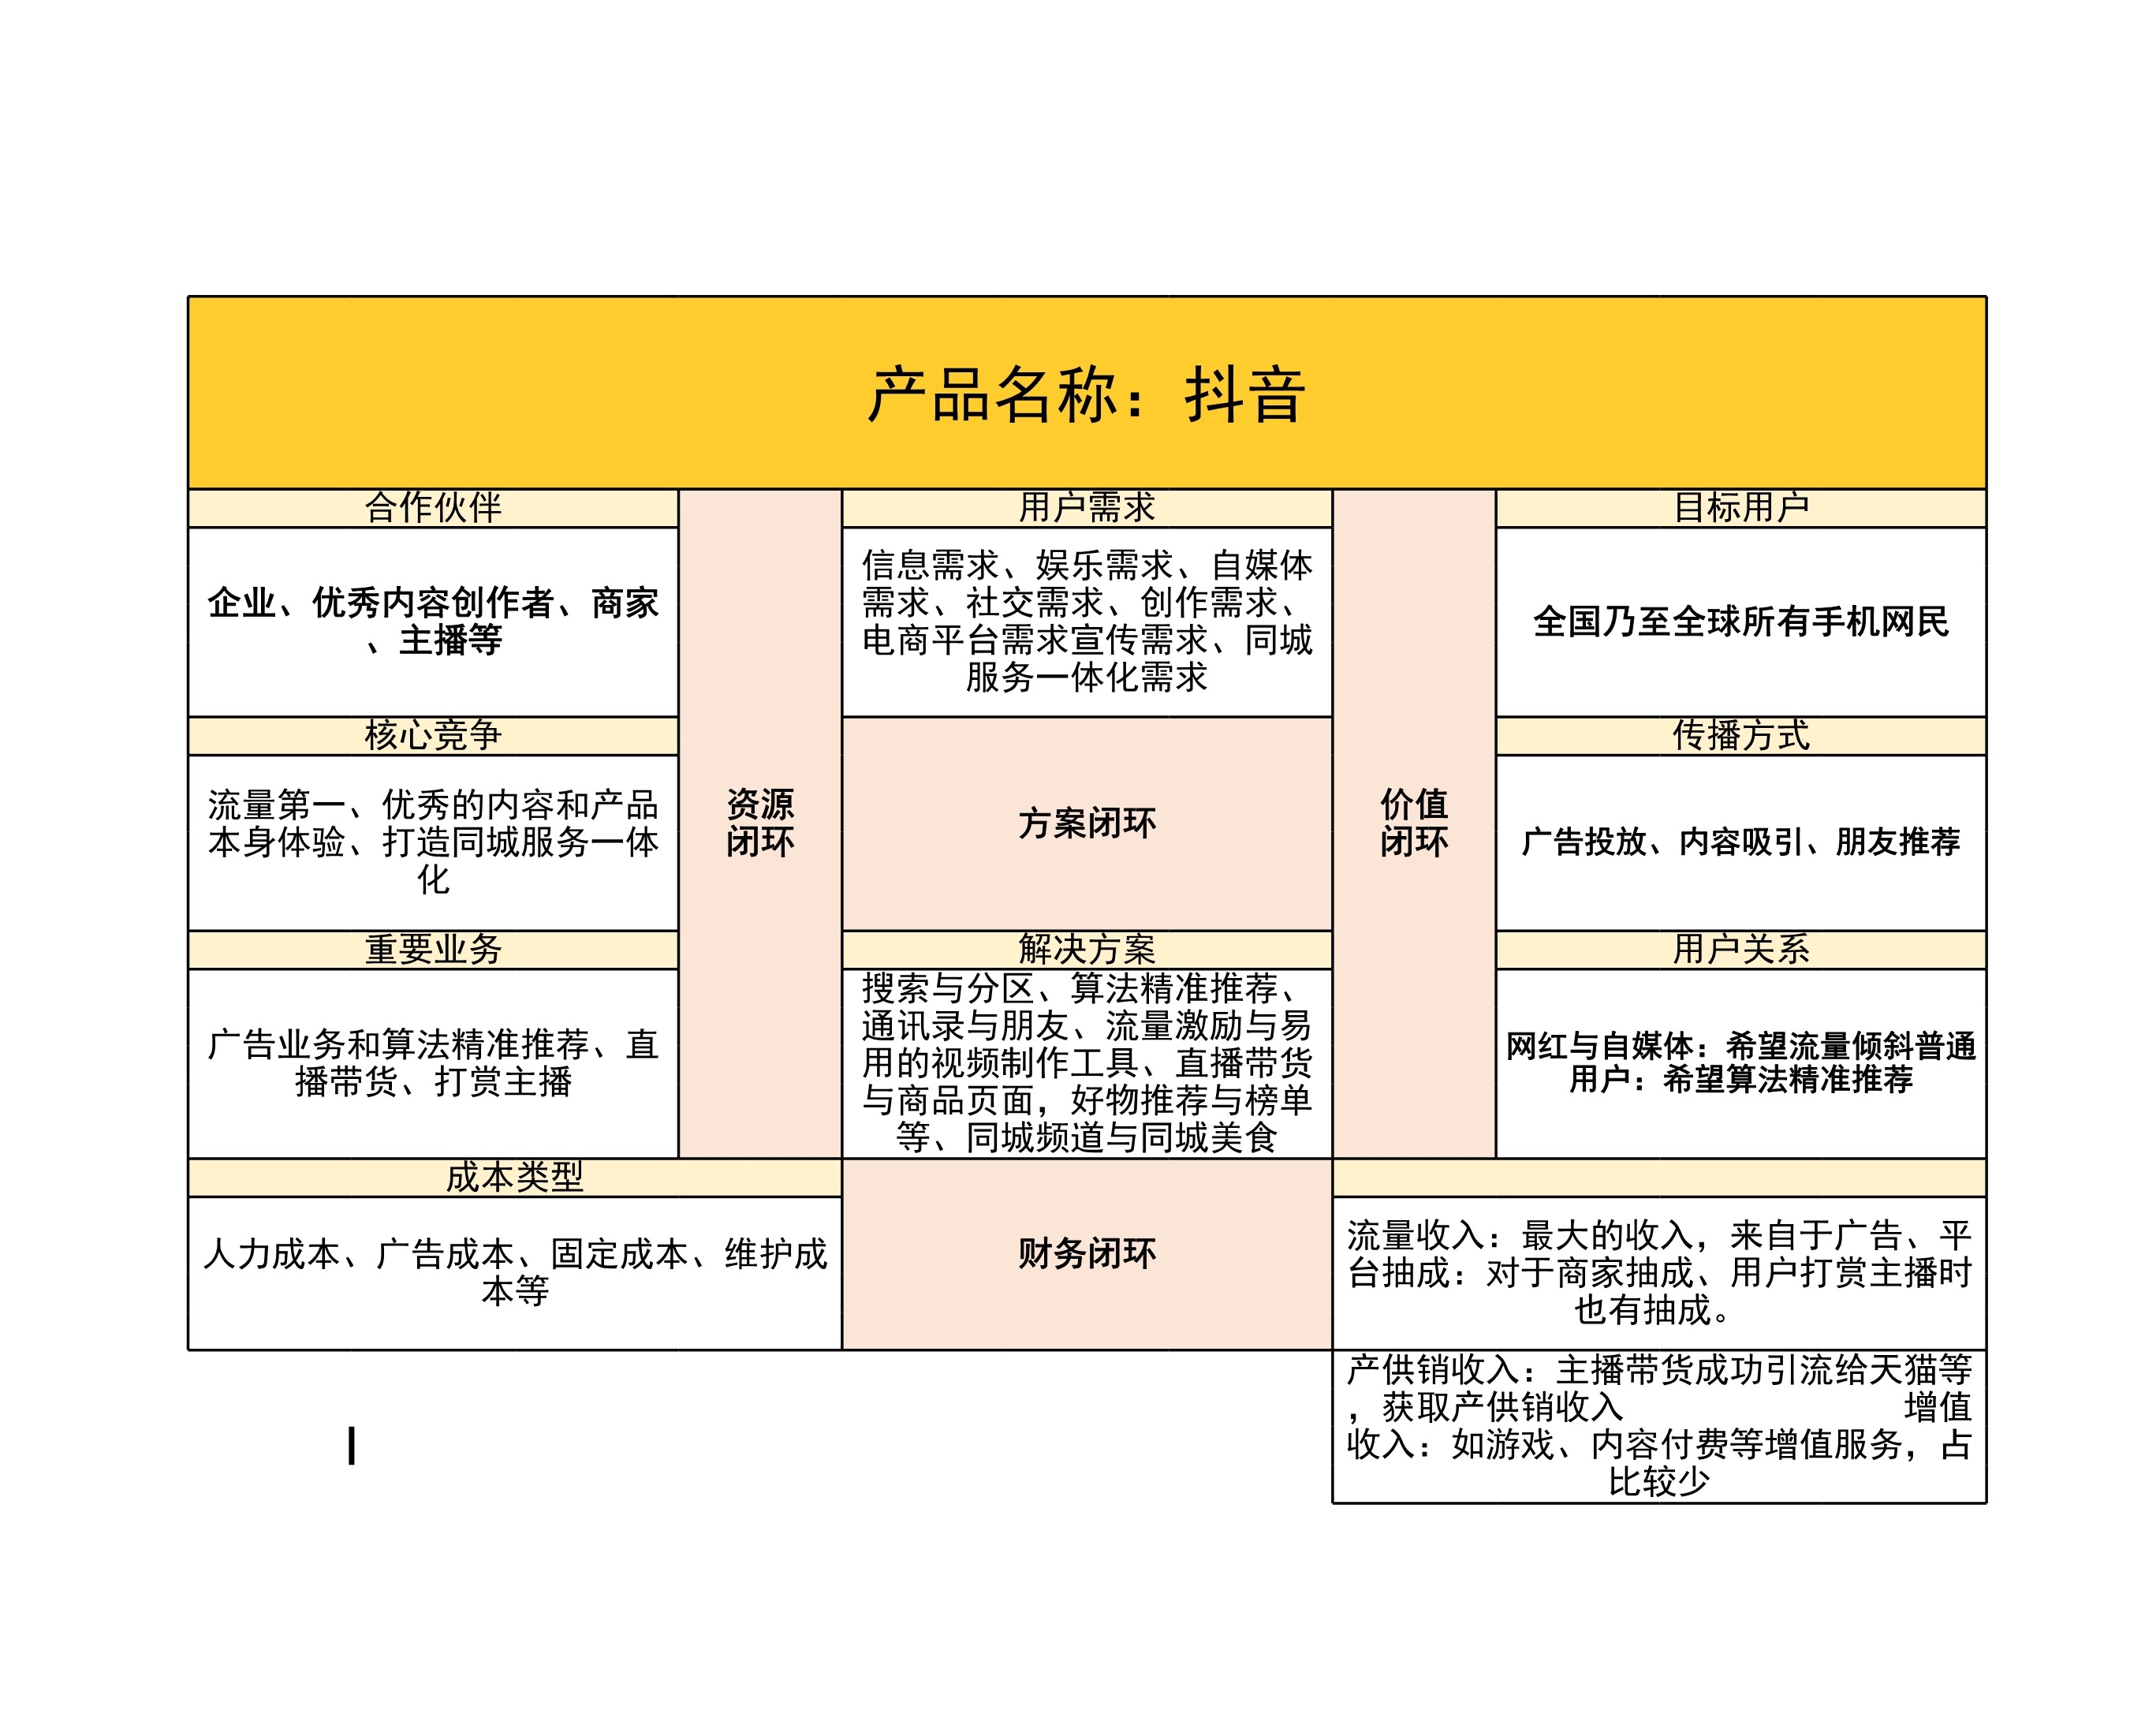 产品名称：抖音
合作伙伴
企业、优秀内容创作者、商家
、主播等
核心竞争
流量第一、优秀的内容和产品
本身体验、打造同城服务一体
化
重要业务
广告业务和算法精准推荐、直
播带货、打赏主播
资源
闭环
用户需求
信息需求、娱乐需求、自媒体
需求、社交需求、创作需求、
电商平台需求宣传需求、同城
服务一体化需求
方案闭环
解决方案
搜索与分区、算法精准推荐、
通讯录与朋友、流量激励与易
用的视频制作工具、直播带货
与商品页面，好物推荐与榜单
等、同城频道与同城美食
价值
闭环
目标用户
全国乃至全球所有手机网民
传播方式
广告投放、内容吸引、朋友推荐
用户关系
网红与自媒体：希望流量倾斜普通
用户：希望算法精准推荐
成本类型
人力成本、广告成本、固定成本、维护成
本等
财务闭环
流量收入：最大的收入，来自于广告、平
台抽成：对于商家抽成、用户打赏主播时
也有抽成。
产供销收入：主播带货成功引流给天猫等
，获取产供销收入 增值
收入：如游戏、内容付费等增值服务，占
比较少